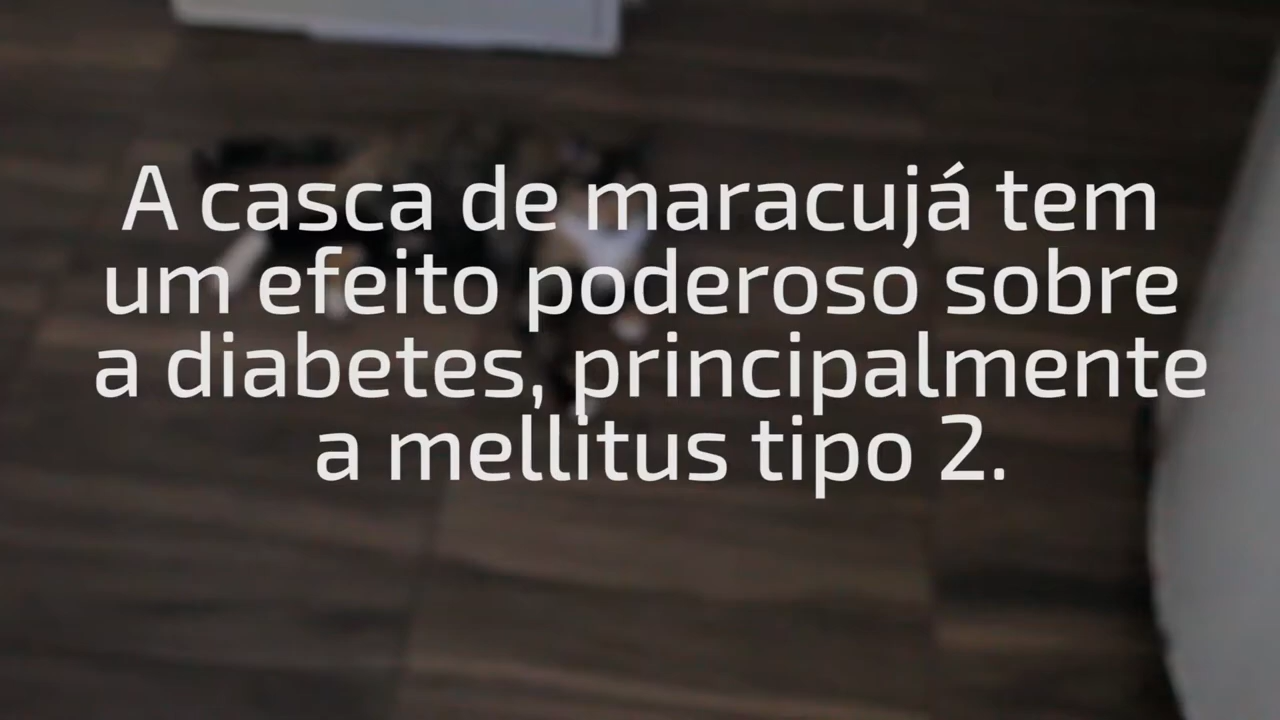 A casca de maracujá tem
um efeito poderoso sobre
a diabetes, principalmente
a mellitus tipo 2.